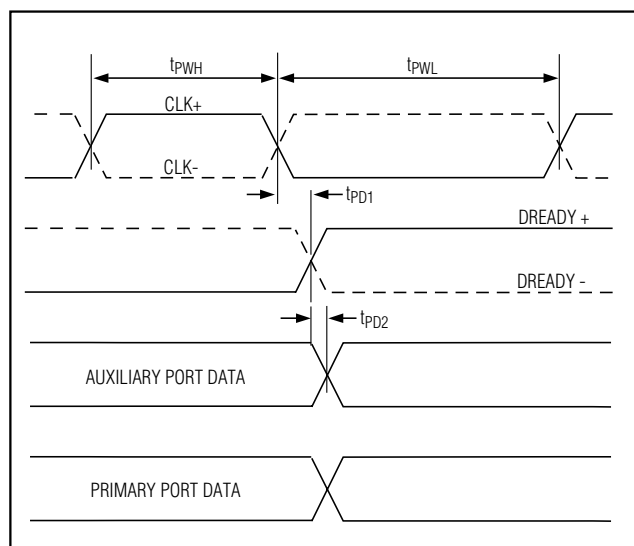 tPWH tPWL
CLK+
CLK-
tPD1
DREADY +
DREADY -
tPD2
AUXILIARY PORT DATA
PRIMARY PORT DATA